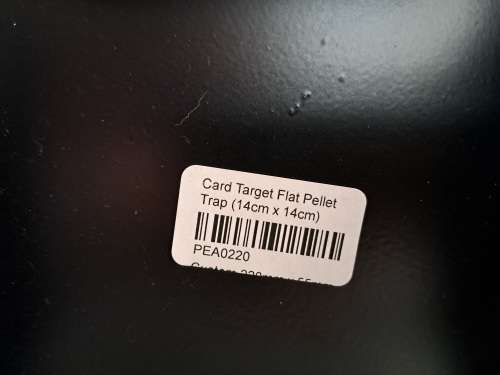 Card Target Flat Pellet
Trap (14cm x 14cm)
PEA0220